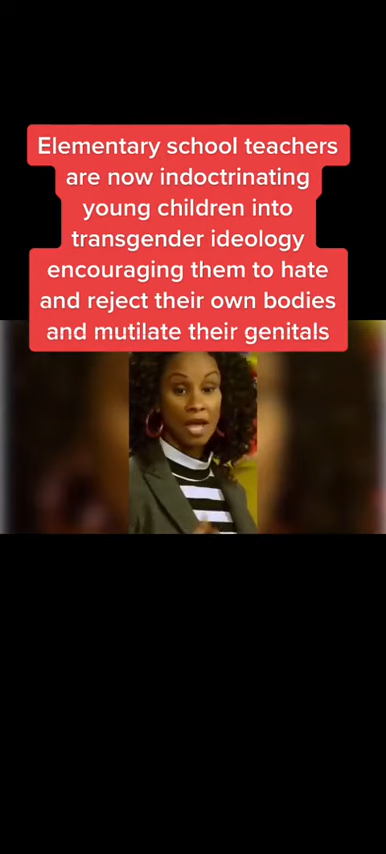 Elementary school teachers
are now indoctrinating
young children into
transgender ideology
encouraging them to hate
and reject their own bodies
and mutilate their genitals